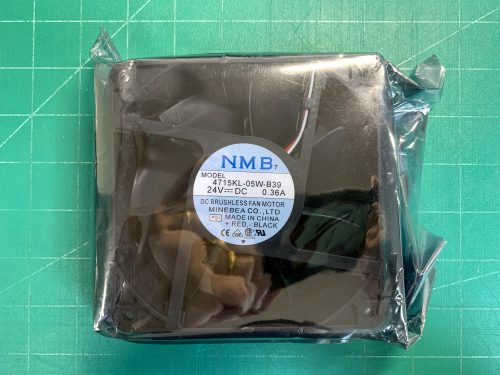 NMB7
MODEL
4715KL-05W-B39
24V⎓DC 0.36A
DC BRUSHLESS FAN MOTOR
MINEBEA CO., LTD.
MADE IN CHINA
+:RED, -:BLACK